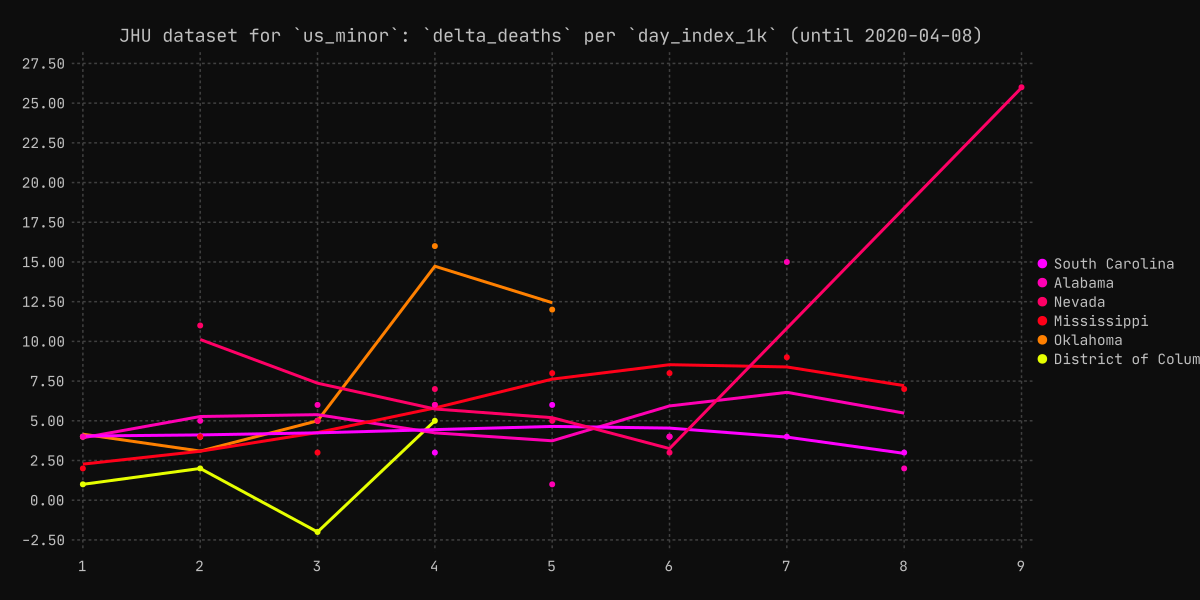 JHU dataset for `us_minor`: `delta_deaths` per `day_index_1k` (until 2020-04-08)
27.50
25.00
22.50
20.00
17.50
15.00
12.50
10.00
7.50
5.00
2.50
0.00
-2.50
1 2 3 4 5 6 7 8 9
South Carolina
Alabama
Nevada
Mississippi
Oklahoma
District of Colum